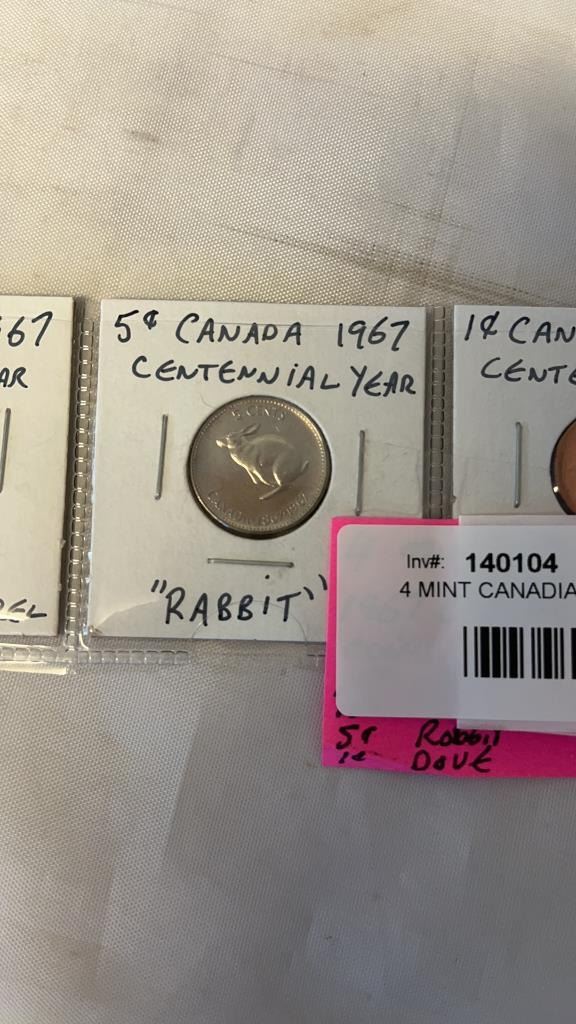 67
AR
EL
5¢ CANADA 1967
CENTENNIAL YEAR
5 CENTS
CANADA 1867-1967
"RABBIT"
1¢ CAN
CENTE
Inv#: 140104
4 MINT CANADIA
5¢ Rabbit
1¢ DOVE